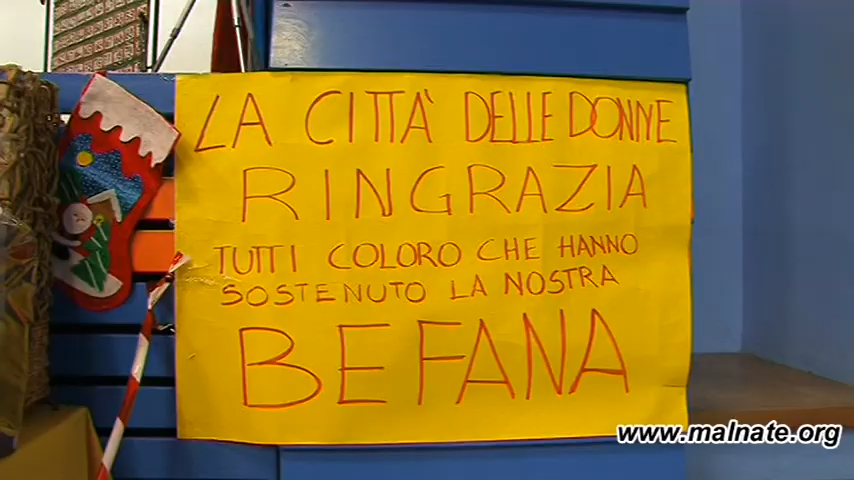 LA CITTÀ DELLE DONNE
RINGRAZIA
TUTTI COLORO CHE HANNO
SOSTENUTO LA NOSTRA
BEFANA
www.malnate.org